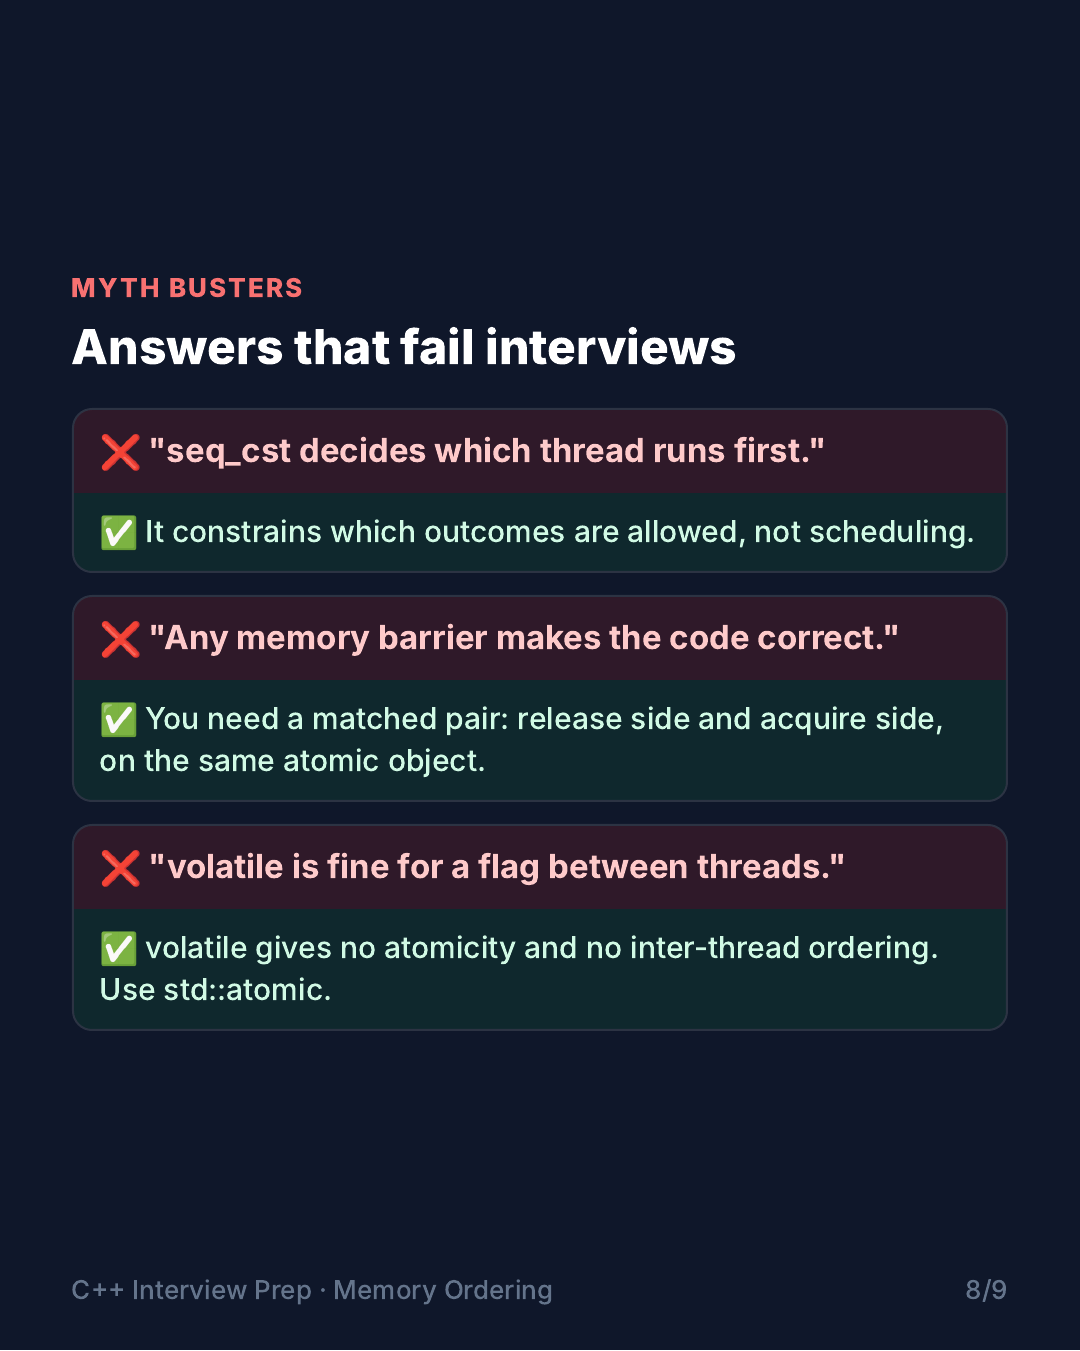 MYTH BUSTERS
Answers that fail interviews
❌ "seq_cst decides which thread runs first."
✅ It constrains which outcomes are allowed, not scheduling.
❌ "Any memory barrier makes the code correct."
✅ You need a matched pair: release side and acquire side,
on the same atomic object.
❌ "volatile is fine for a flag between threads."
✅ volatile gives no atomicity and no inter-thread ordering.
Use std::atomic.
C++ Interview Prep · Memory Ordering
8/9